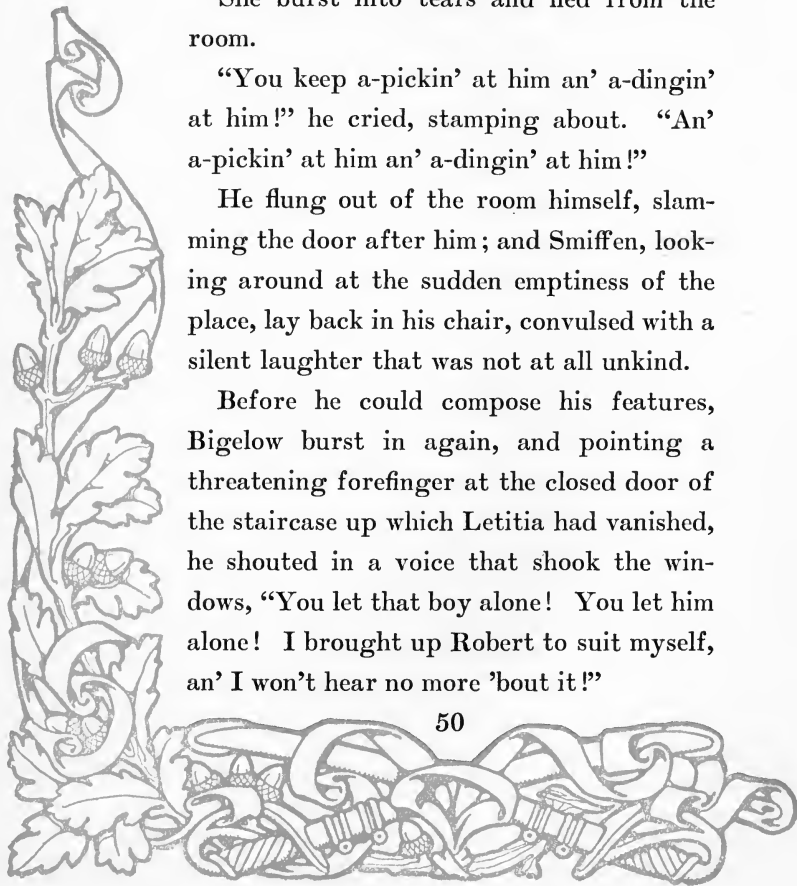 She burst into tears and fled from the
room.
“You keep a-pickin’ at him an’ a-dingin’
at him!” he cried, stamping about. “An’
a-pickin’ at him an’ a-dingin’ at him!”
He flung out of the room himself, slam-
ming the door after him; and Smiffen, look-
ing around at the sudden emptiness of the
place, lay back in his chair, convulsed with a
silent laughter that was not at all unkind.
Before he could compose his features,
Bigelow burst in again, and pointing a
threatening forefinger at the closed door of
the staircase up which Letitia had vanished,
he shouted in a voice that shook the win-
dows, “You let that boy alone! You let him
alone! I brought up Robert to suit myself,
an’ I won’t hear no more ’bout it!”
50